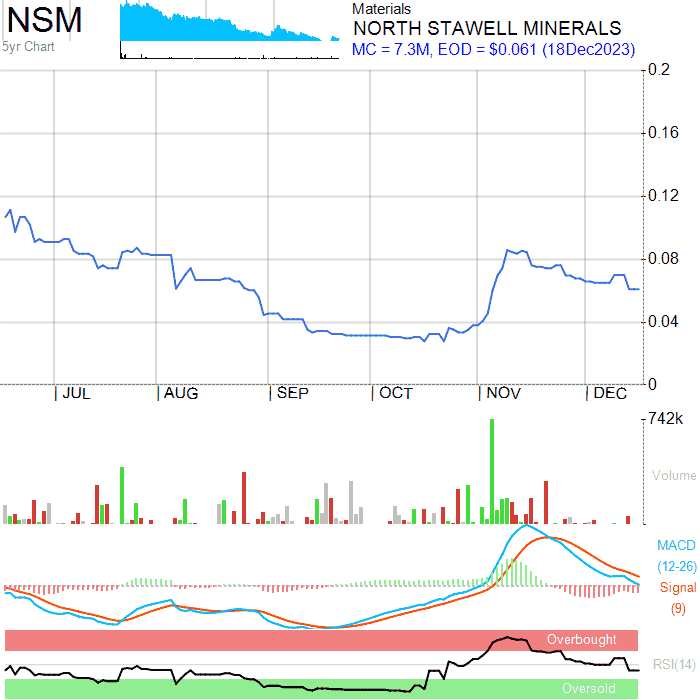 NSM
5yr Chart
Materials
NORTH STAWELL MINERALS
MC = 7.3M, EOD = $0.061 (18Dec2023)
0.2
0.16
0.12
0.08
0.04
0
JUL
AUG
SEP
OCT
NOV
DEC
742k
Volume
MACD
(12-26)
Signal
(9)
Overbought
RSI(14)
Oversold